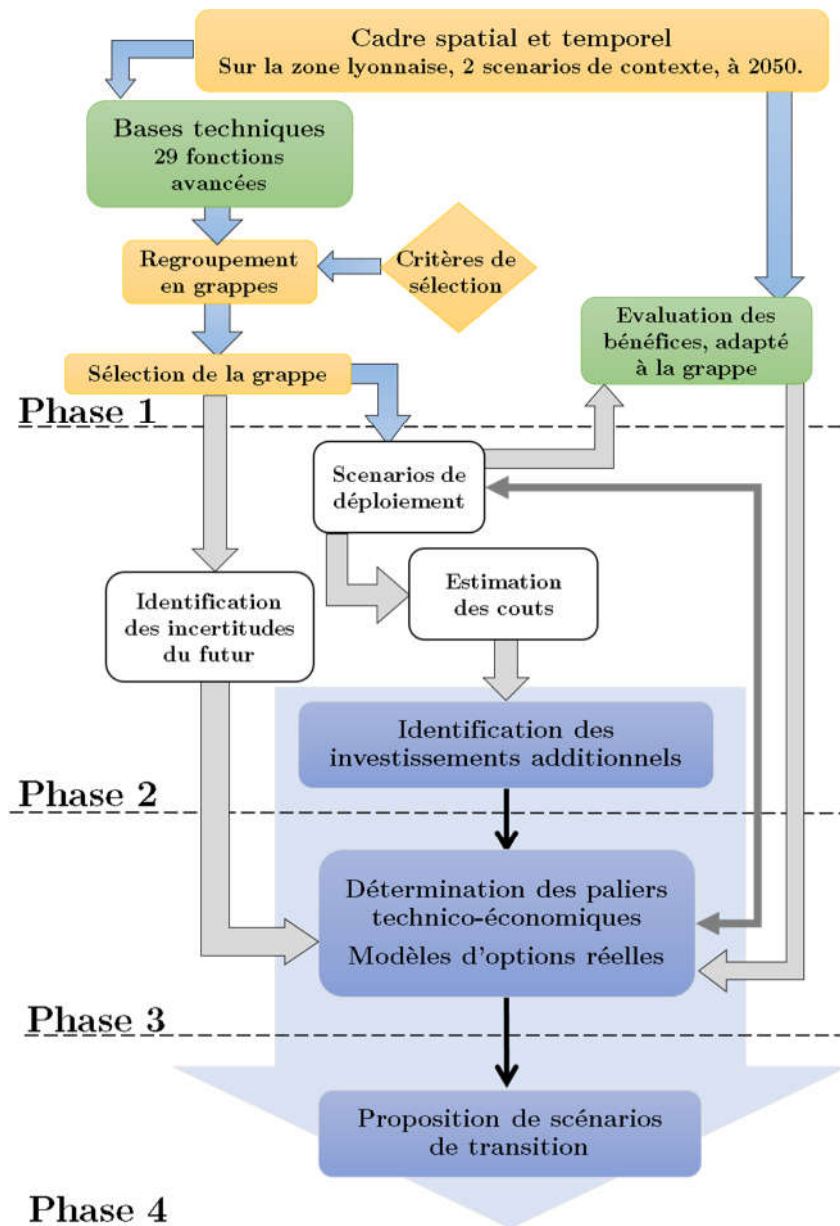 Cadre spatial et temporel
Sur la zone lyonnaise, 2 scenarios de contexte, à 2050.
Bases techniques
29 fonctions
avancées
Regroupement
en grappes
Critères de
sélection
Evaluation des
bénéfices, adapté
à la grappe
Sélection de la grappe
Phase 1
Scenarios de
déploiement
Estimation
des couts
Identification
des incertitudes
du futur
Identification des
investissements additionnels
Phase 2
Détermination des paliers
technico-économiques
Modèles d'options réelles
Phase 3
Proposition de scénarios
de transition
Phase 4